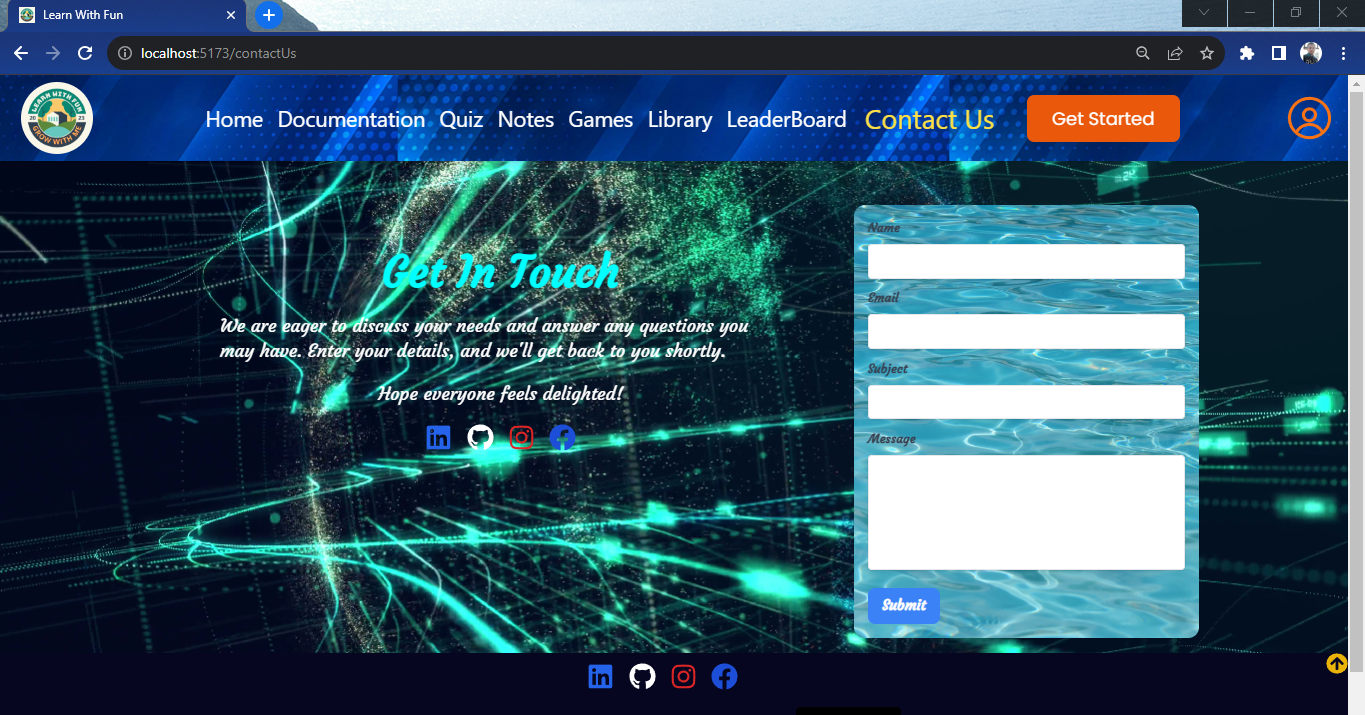 Learn With Fun
localhost:5173/contactUs
LEARN WITH FUN
20 23
GROW WITH ME
Home Documentation Quiz Notes Games Library LeaderBoard Contact Us Get Started
Get In Touch
We are eager to discuss your needs and answer any questions you
may have. Enter your details, and we'll get back to you shortly.
Hope everyone feels delighted!
in
Name
Email
Subject
Message
Submit
in